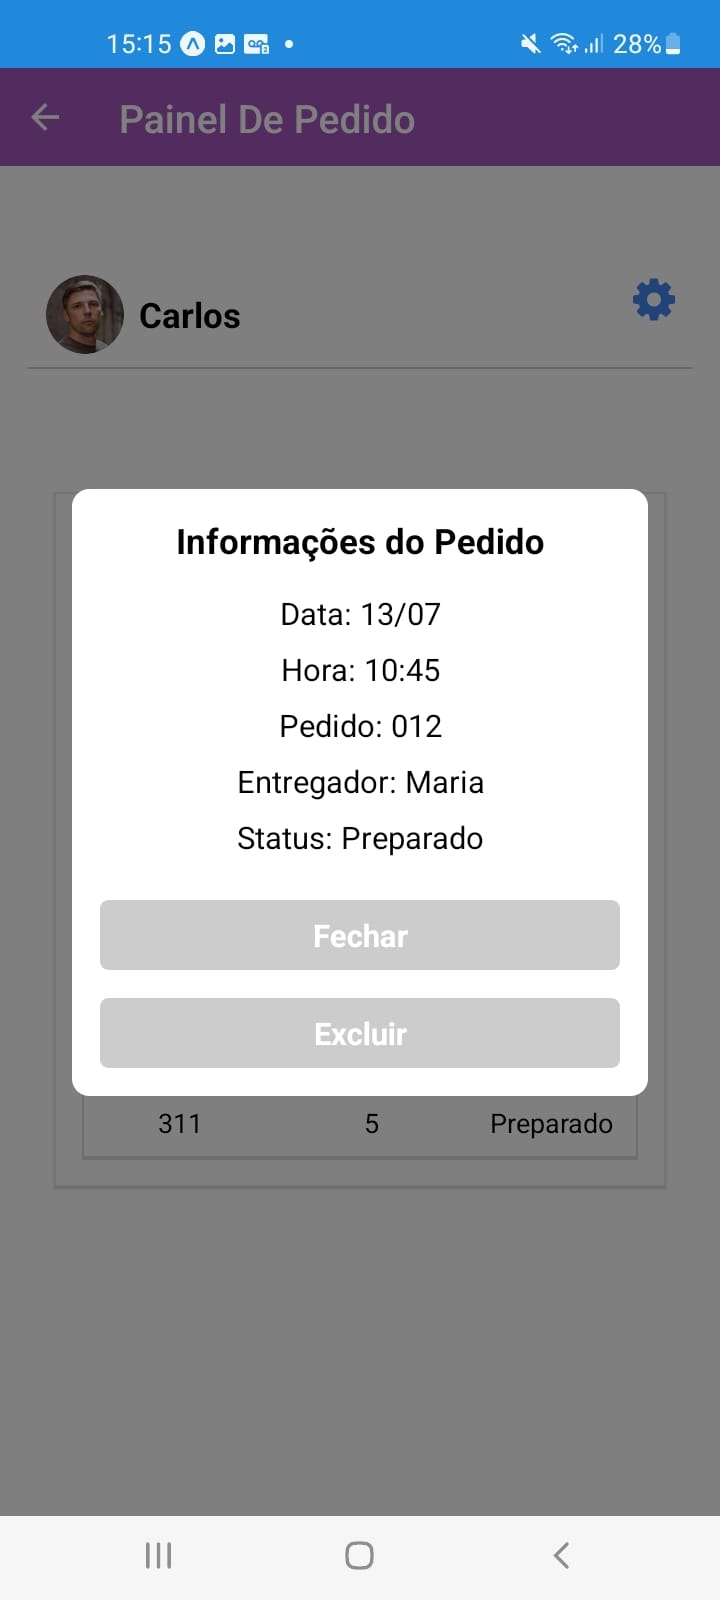 15:15 28%
Painel De Pedido
Carlos
Informações do Pedido
Data: 13/07
Hora: 10:45
Pedido: 012
Entregador: Maria
Status: Preparado
Fechar
Excluir
311 5 Preparado